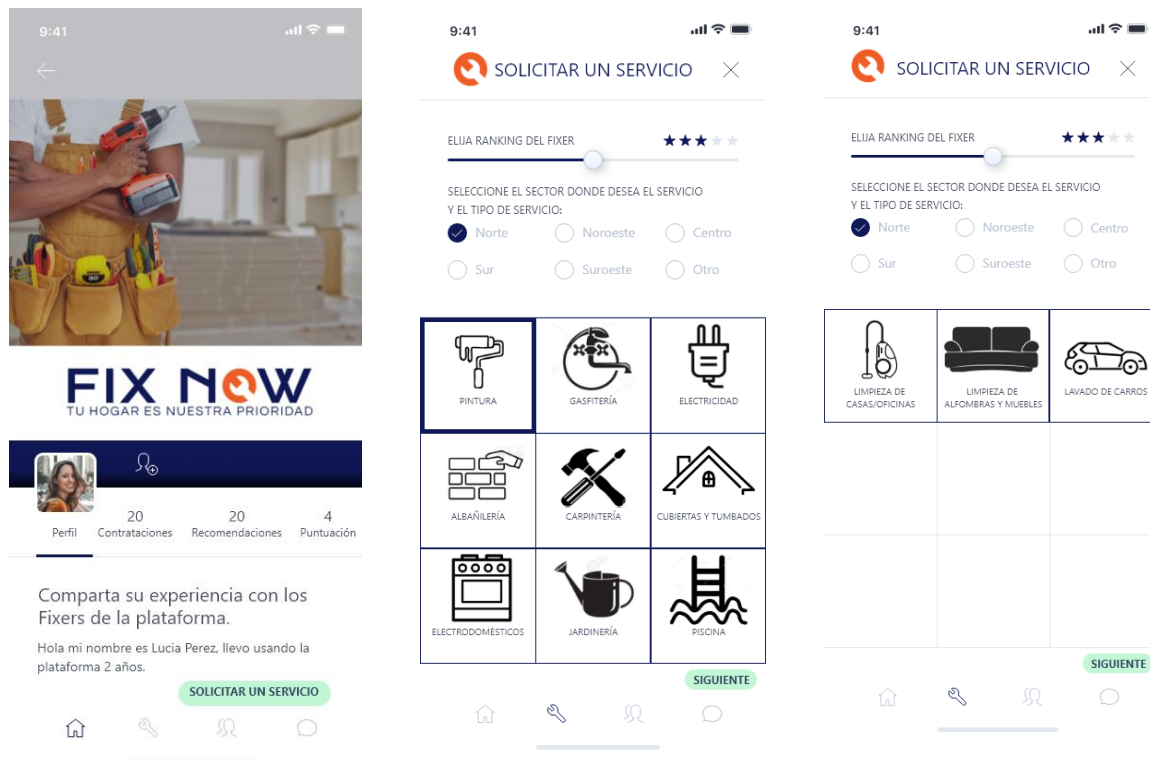 9:41
FIX NOW
TU HOGAR ES NUESTRA PRIORIDAD
20
20
4
Perfil
Contrataciones
Recomendaciones
Puntuación
Comparta su experiencia con los
Fixers de la plataforma.
Hola mi nombre es Lucia Perez, llevo usando la
plataforma 2 años.
SOLICITAR UN SERVICIO
9:41
SOLICITAR UN SERVICIO
ELIJA RANKING DEL FIXER
SELECCIONE EL SECTOR DONDE DESEA EL SERVICIO
Y EL TIPO DE SERVICIO:
Norte
Noroeste
Centro
Sur
Suroeste
Otro
PINTURA
GASFITERÍA
ELECTRICIDAD
ALBAÑILERÍA
CARPINTERÍA
CUBIERTAS Y TUMBADOS
ELECTRODOMÉSTICOS
JARDINERÍA
PISCINA
SIGUIENTE
9:41
SOLICITAR UN SERVICIO
ELIJA RANKING DEL FIXER
SELECCIONE EL SECTOR DONDE DESEA EL SERVICIO
Y EL TIPO DE SERVICIO:
Norte
Noroeste
Centro
Sur
Suroeste
Otro
LIMPIEZA DE
CASAS/OFICINAS
LIMPIEZA DE
ALFOMBRAS Y MUEBLES
LAVADO DE CARROS
SIGUIENTE